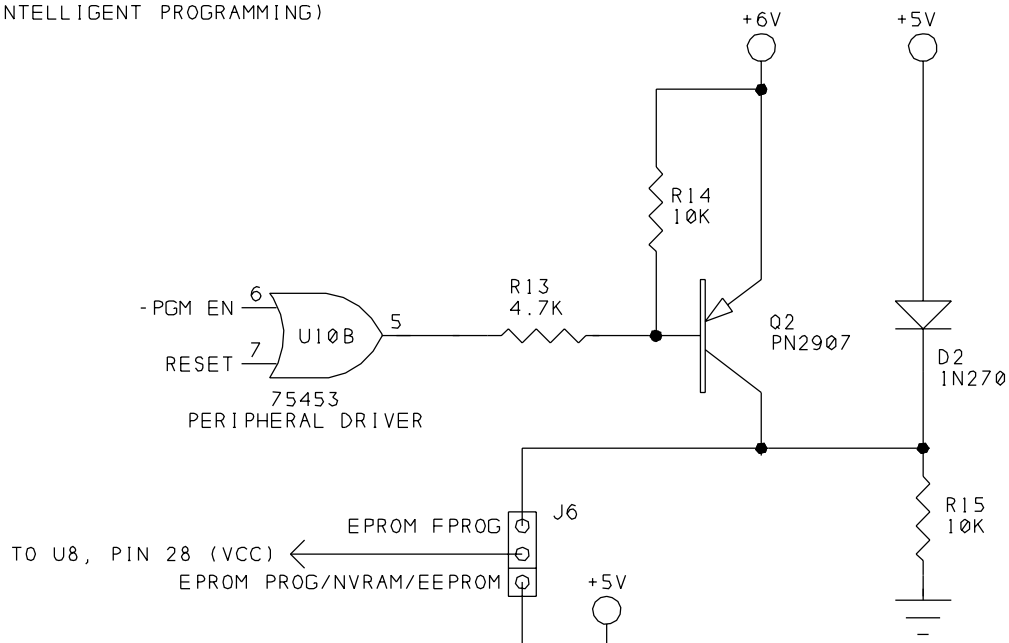 NTELLIGENT PROGRAMMING)
+6V
+5V
R14
10K
R13
4.7K
-PGM EN
6
5
U10B
RESET
7
75453
PERIPHERAL DRIVER
Q2
PN2907
D2
1N270
J6
EPROM FPROG
R15
10K
TO U8, PIN 28 (VCC)
EPROM PROG/NVRAM/EEPROM
+5V